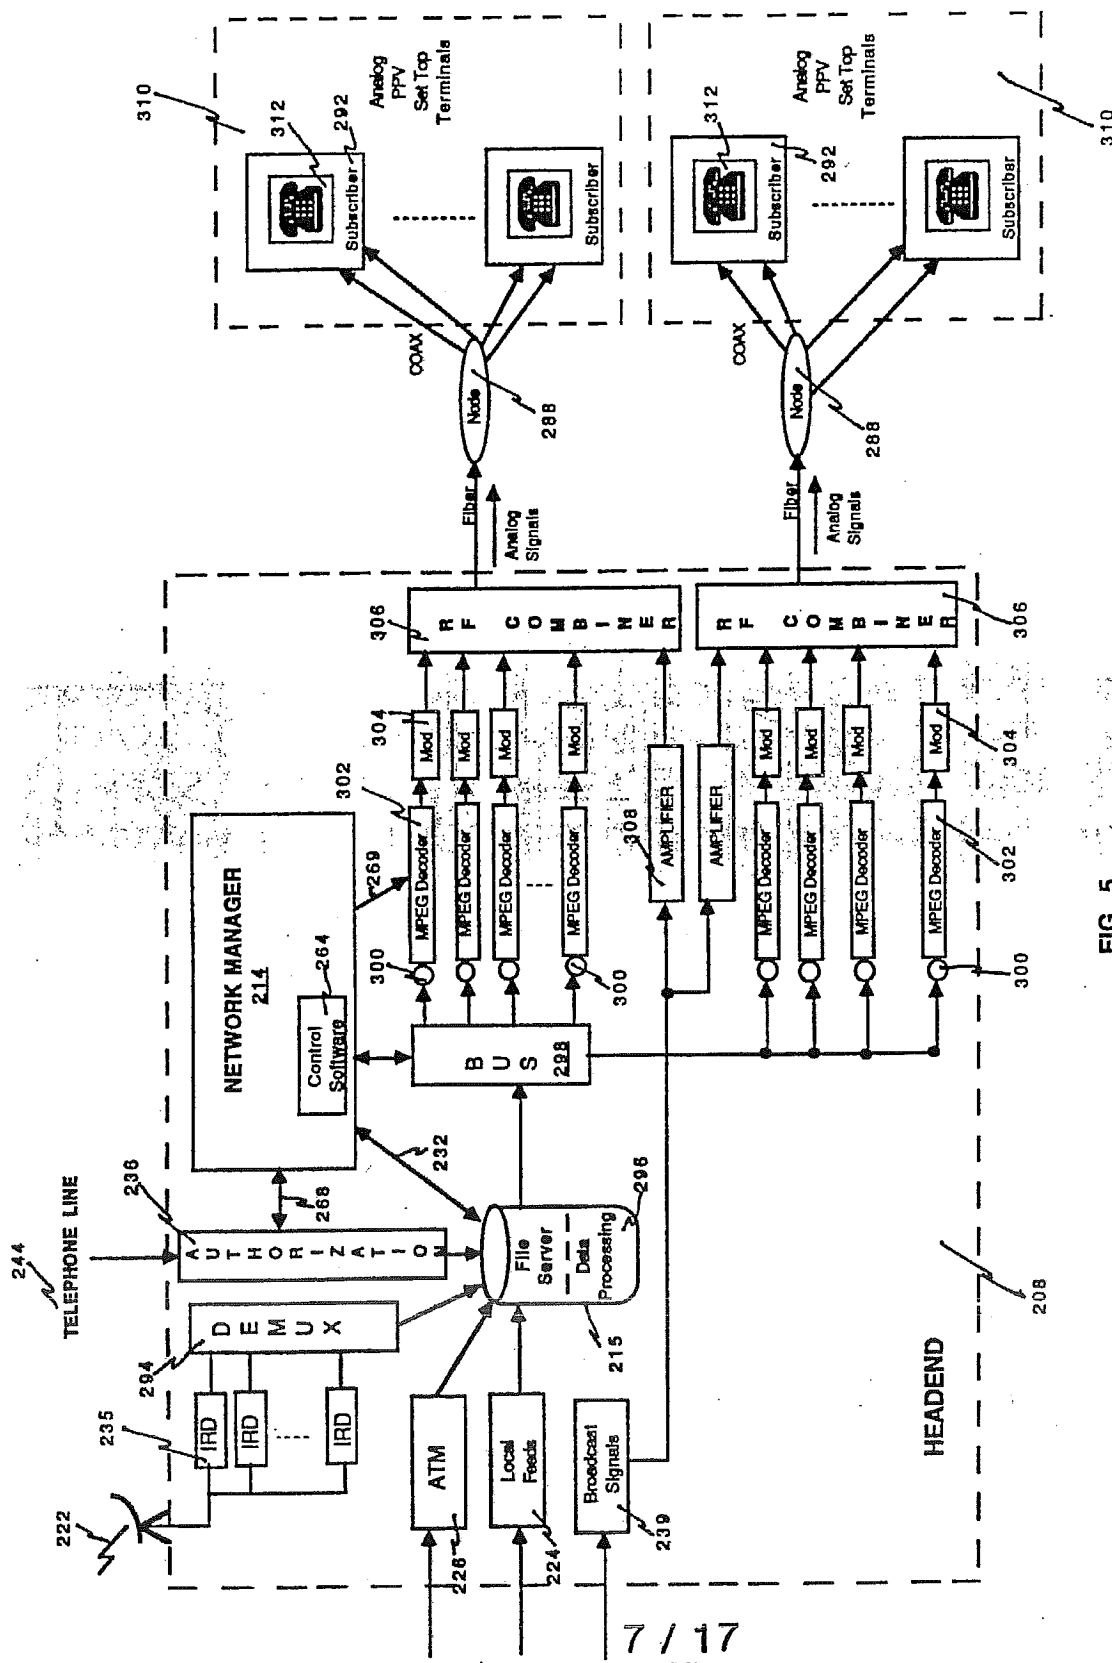 222
235
294
244
TELEPHONE LINE
236
IRD
IRD
IRD
DEMUX
AUTHORIZATION
268
NETWORK MANAGER
214
264
Control
Software
269
232
ATM
226
Local
Feeds
224
Broadcast
Signals
239
File
Server
Data
Processing
296
215
BUS
298
300
300
302
304
306
MPEG Decoder
Mod
MPEG Decoder
Mod
MPEG Decoder
Mod
MPEG Decoder
Mod
308
AMPLIFIER
AMPLIFIER
MPEG Decoder
Mod
MPEG Decoder
Mod
MPEG Decoder
Mod
MPEG Decoder
Mod
300
302
304
RF COMBINER
RF COMBINER
306
HEADEND
208
Fiber
Analog
Signals
Node
288
COAX
310
312
292
Subscriber
Subscriber
Analog
PPV
Set Top
Terminals
Fiber
Analog
Signals
Node
288
COAX
312
292
Subscriber
Subscriber
Analog
PPV
Set Top
Terminals
310
FIG. 5
7 / 17